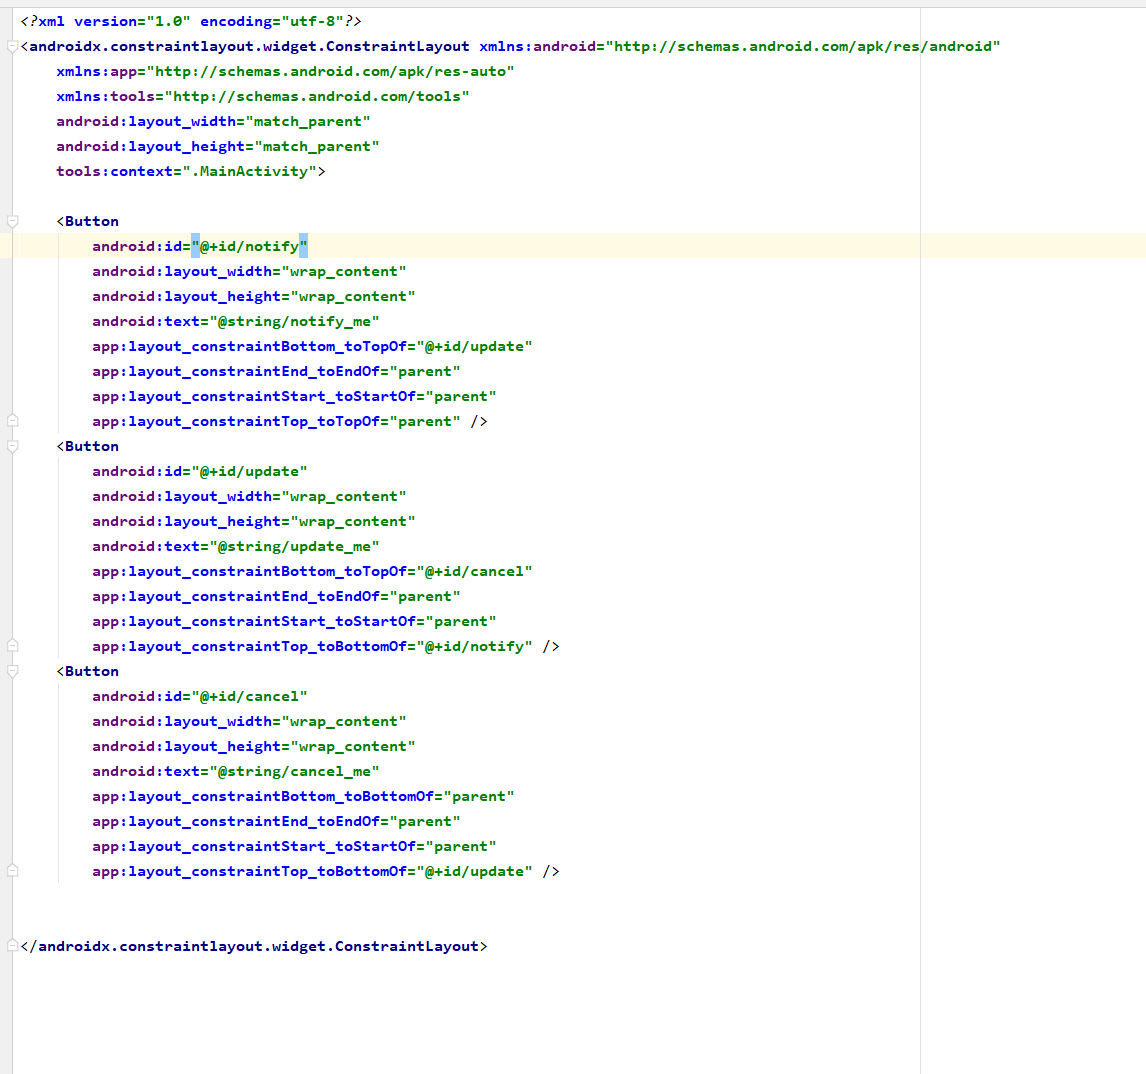 <?xml version="1.0" encoding="utf-8"?>
<androidx.constraintlayout.widget.ConstraintLayout xmlns:android="http://schemas.android.com/apk/res/android"
    xmlns:app="http://schemas.android.com/apk/res-auto"
    xmlns:tools="http://schemas.android.com/tools"
    android:layout_width="match_parent"
    android:layout_height="match_parent"
    tools:context=".MainActivity">

    <Button
        android:id="@+id/notify"
        android:layout_width="wrap_content"
        android:layout_height="wrap_content"
        android:text="@string/notify_me"
        app:layout_constraintBottom_toTopOf="@+id/update"
        app:layout_constraintEnd_toEndOf="parent"
        app:layout_constraintStart_toStartOf="parent"
        app:layout_constraintTop_toTopOf="parent" />
    <Button
        android:id="@+id/update"
        android:layout_width="wrap_content"
        android:layout_height="wrap_content"
        android:text="@string/update_me"
        app:layout_constraintBottom_toTopOf="@+id/cancel"
        app:layout_constraintEnd_toEndOf="parent"
        app:layout_constraintStart_toStartOf="parent"
        app:layout_constraintTop_toBottomOf="@+id/notify" />
    <Button
        android:id="@+id/cancel"
        android:layout_width="wrap_content"
        android:layout_height="wrap_content"
        android:text="@string/cancel_me"
        app:layout_constraintBottom_toBottomOf="parent"
        app:layout_constraintEnd_toEndOf="parent"
        app:layout_constraintStart_toStartOf="parent"
        app:layout_constraintTop_toBottomOf="@+id/update" />


</androidx.constraintlayout.widget.ConstraintLayout>